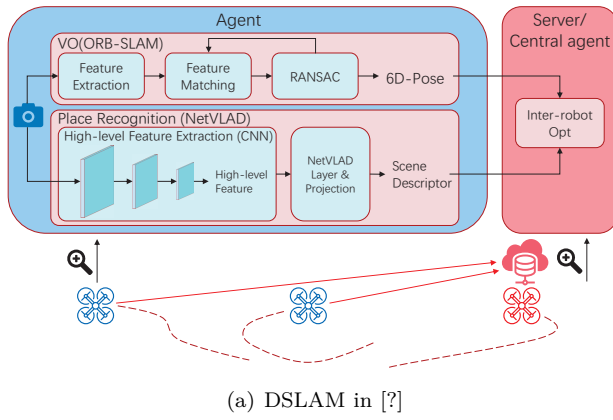 Agent
Server/
Central agent
VO(ORB-SLAM)
Feature
Extraction
Feature
Matching
RANSAC
6D-Pose
Inter-robot
Opt
Place Recognition (NetVLAD)
High-level Feature Extraction (CNN)
High-level
Feature
NetVLAD
Layer &
Projection
Scene
Descriptor
(a) DSLAM in [?]